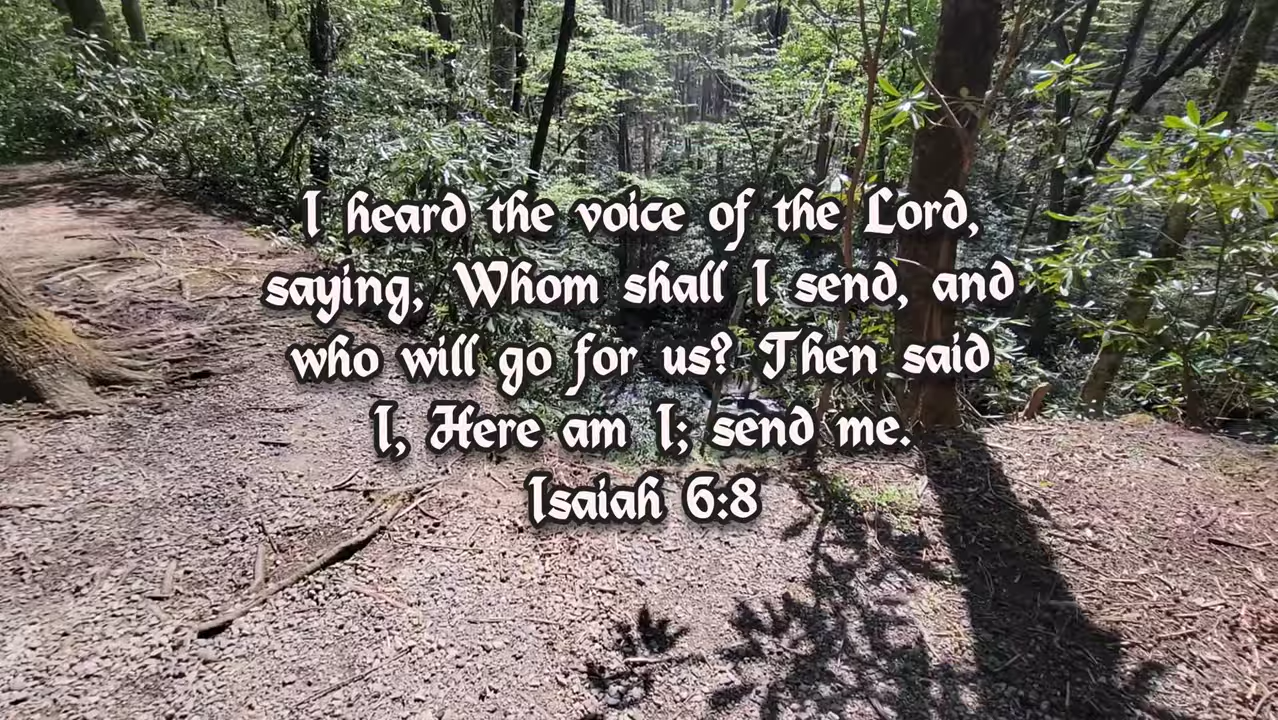 I heard the voice of the Lord,
saying, Whom shall I send, and
who will go for us? Then said
I, Here am I; send me.
Isaiah 6:8